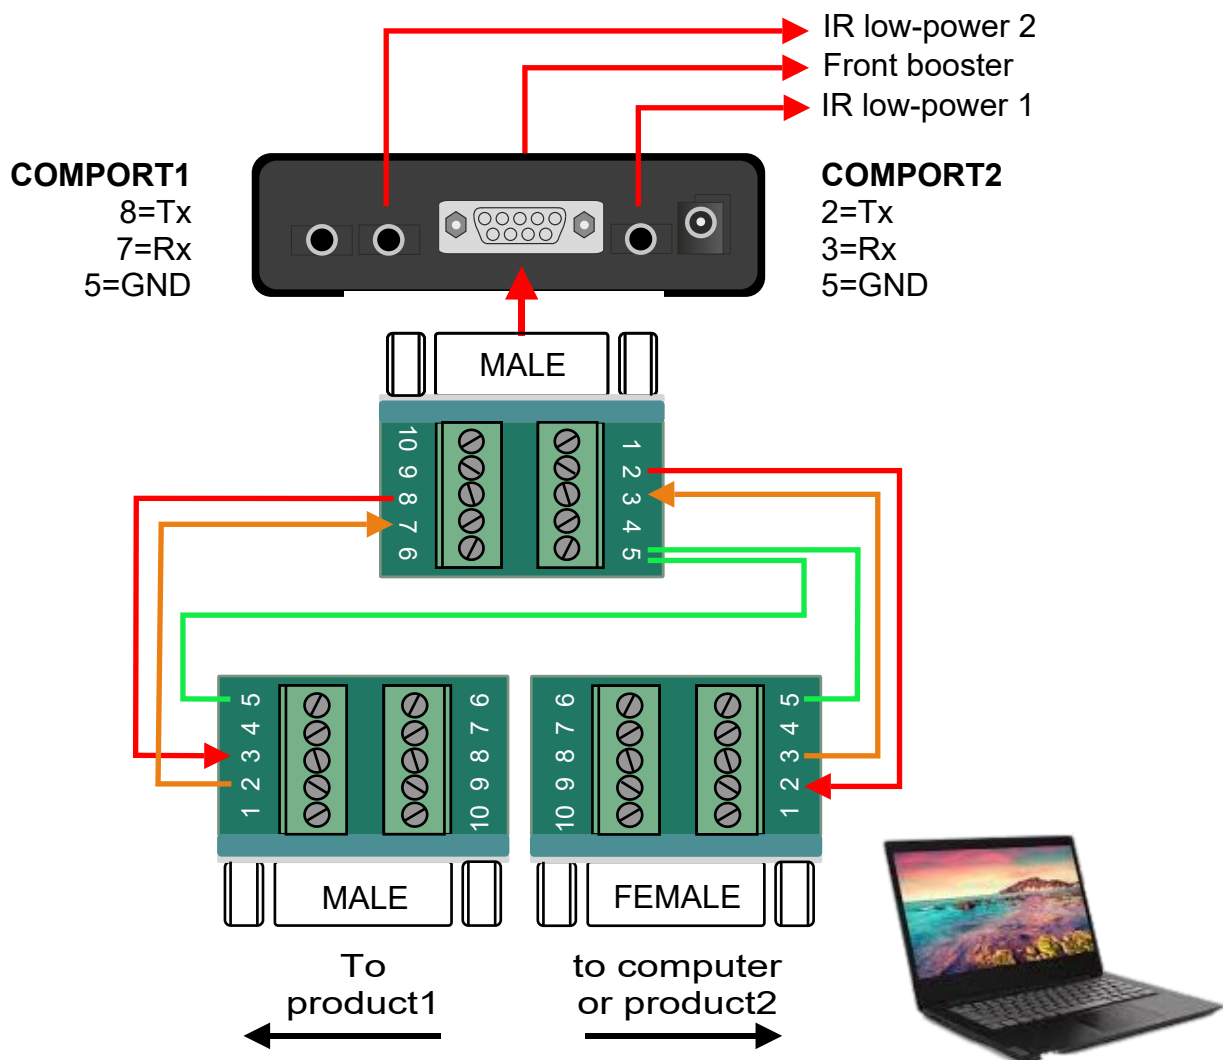 IR low-power 2
Front booster
IR low-power 1
COMPORT1
8=Tx
7=Rx
5=GND
COMPORT2
2=Tx
3=Rx
5=GND
MALE
10
9
8
7
6
1
2
3
4
5
5
4
3
2
1
6
7
8
9
10
6
7
8
9
10
5
4
3
2
1
MALE
FEMALE
To
product1
to computer
or product2